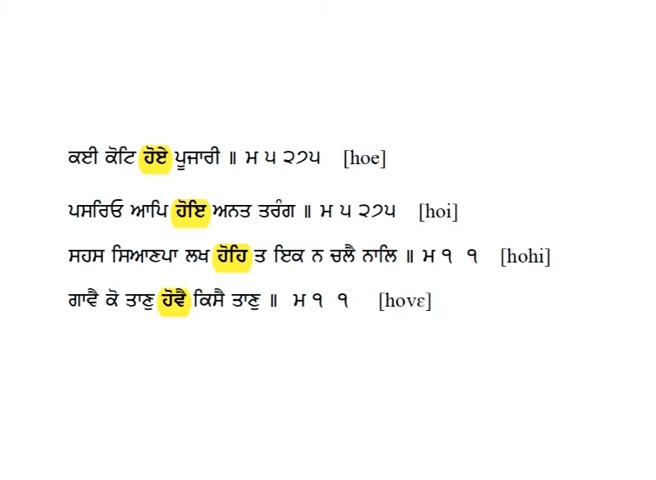 ਕਈ ਕੋਟਿ ਹੋਏ ਪੂਜਾਰੀ ॥ ਮ ੫ ੨੭੫ [hoe]
ਪਸਰਿਓ ਆਪਿ ਹੋਇ ਅਨਤ ਤਰੰਗ ॥ ਮ ੫ ੨੭੫ [hoi]
ਸਹਸ ਸਿਆਣਪਾ ਲਖ ਹੋਹਿ ਤ ਇਕ ਨ ਚਲੈ ਨਾਲਿ ॥ ਮ ੧ ੧ [hohi]
ਗਾਵੈ ਕੋ ਤਾਣੁ ਹੋਵੈ ਕਿਸੈ ਤਾਣੁ ॥ ਮ ੧ ੧ [hovɛ]